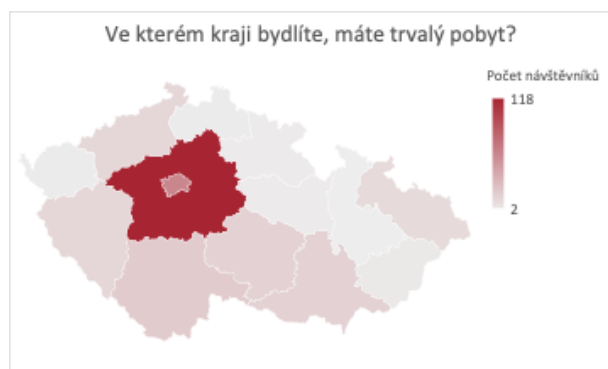 Ve kterém kraji bydlíte, máte trvalý pobyt?
Počet návštěvníků
118
2